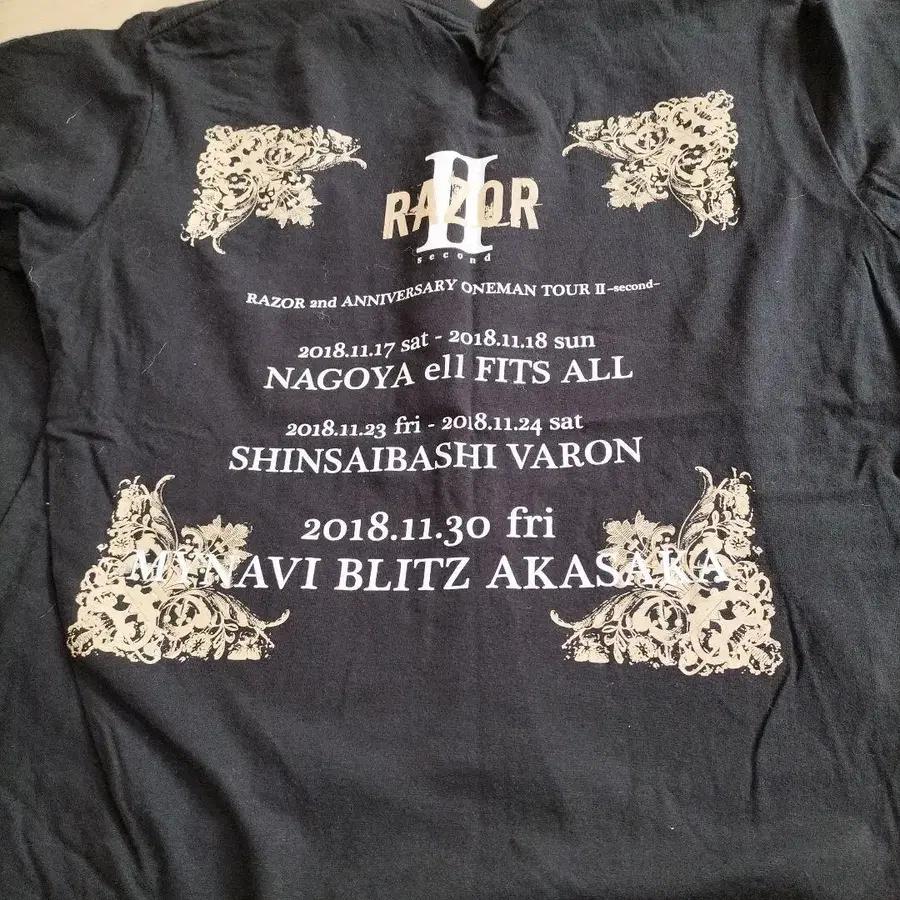 II
RAZOR
second
RAZOR 2nd ANNIVERSARY ONEMAN TOUR II -second-
2018.11.17 sat - 2018.11.18 sun
NAGOYA ell FITS ALL
2018.11.23 fri - 2018.11.24 sat
SHINSAIBASHI VARON
2018.11.30 fri
MYNAVI BLITZ AKASAKA